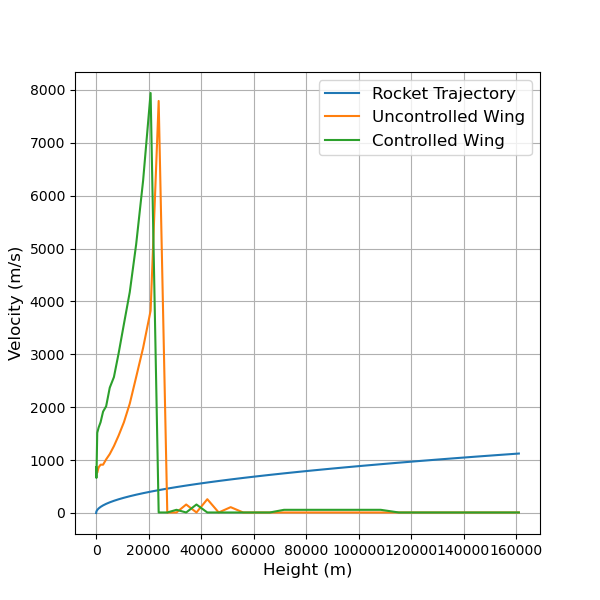 Rocket Trajectory
Uncontrolled Wing
Controlled Wing
8000
7000
6000
5000
4000
3000
2000
1000
0
Velocity (m/s)
0 20000 40000 60000 80000 100000 120000 140000 160000
Height (m)